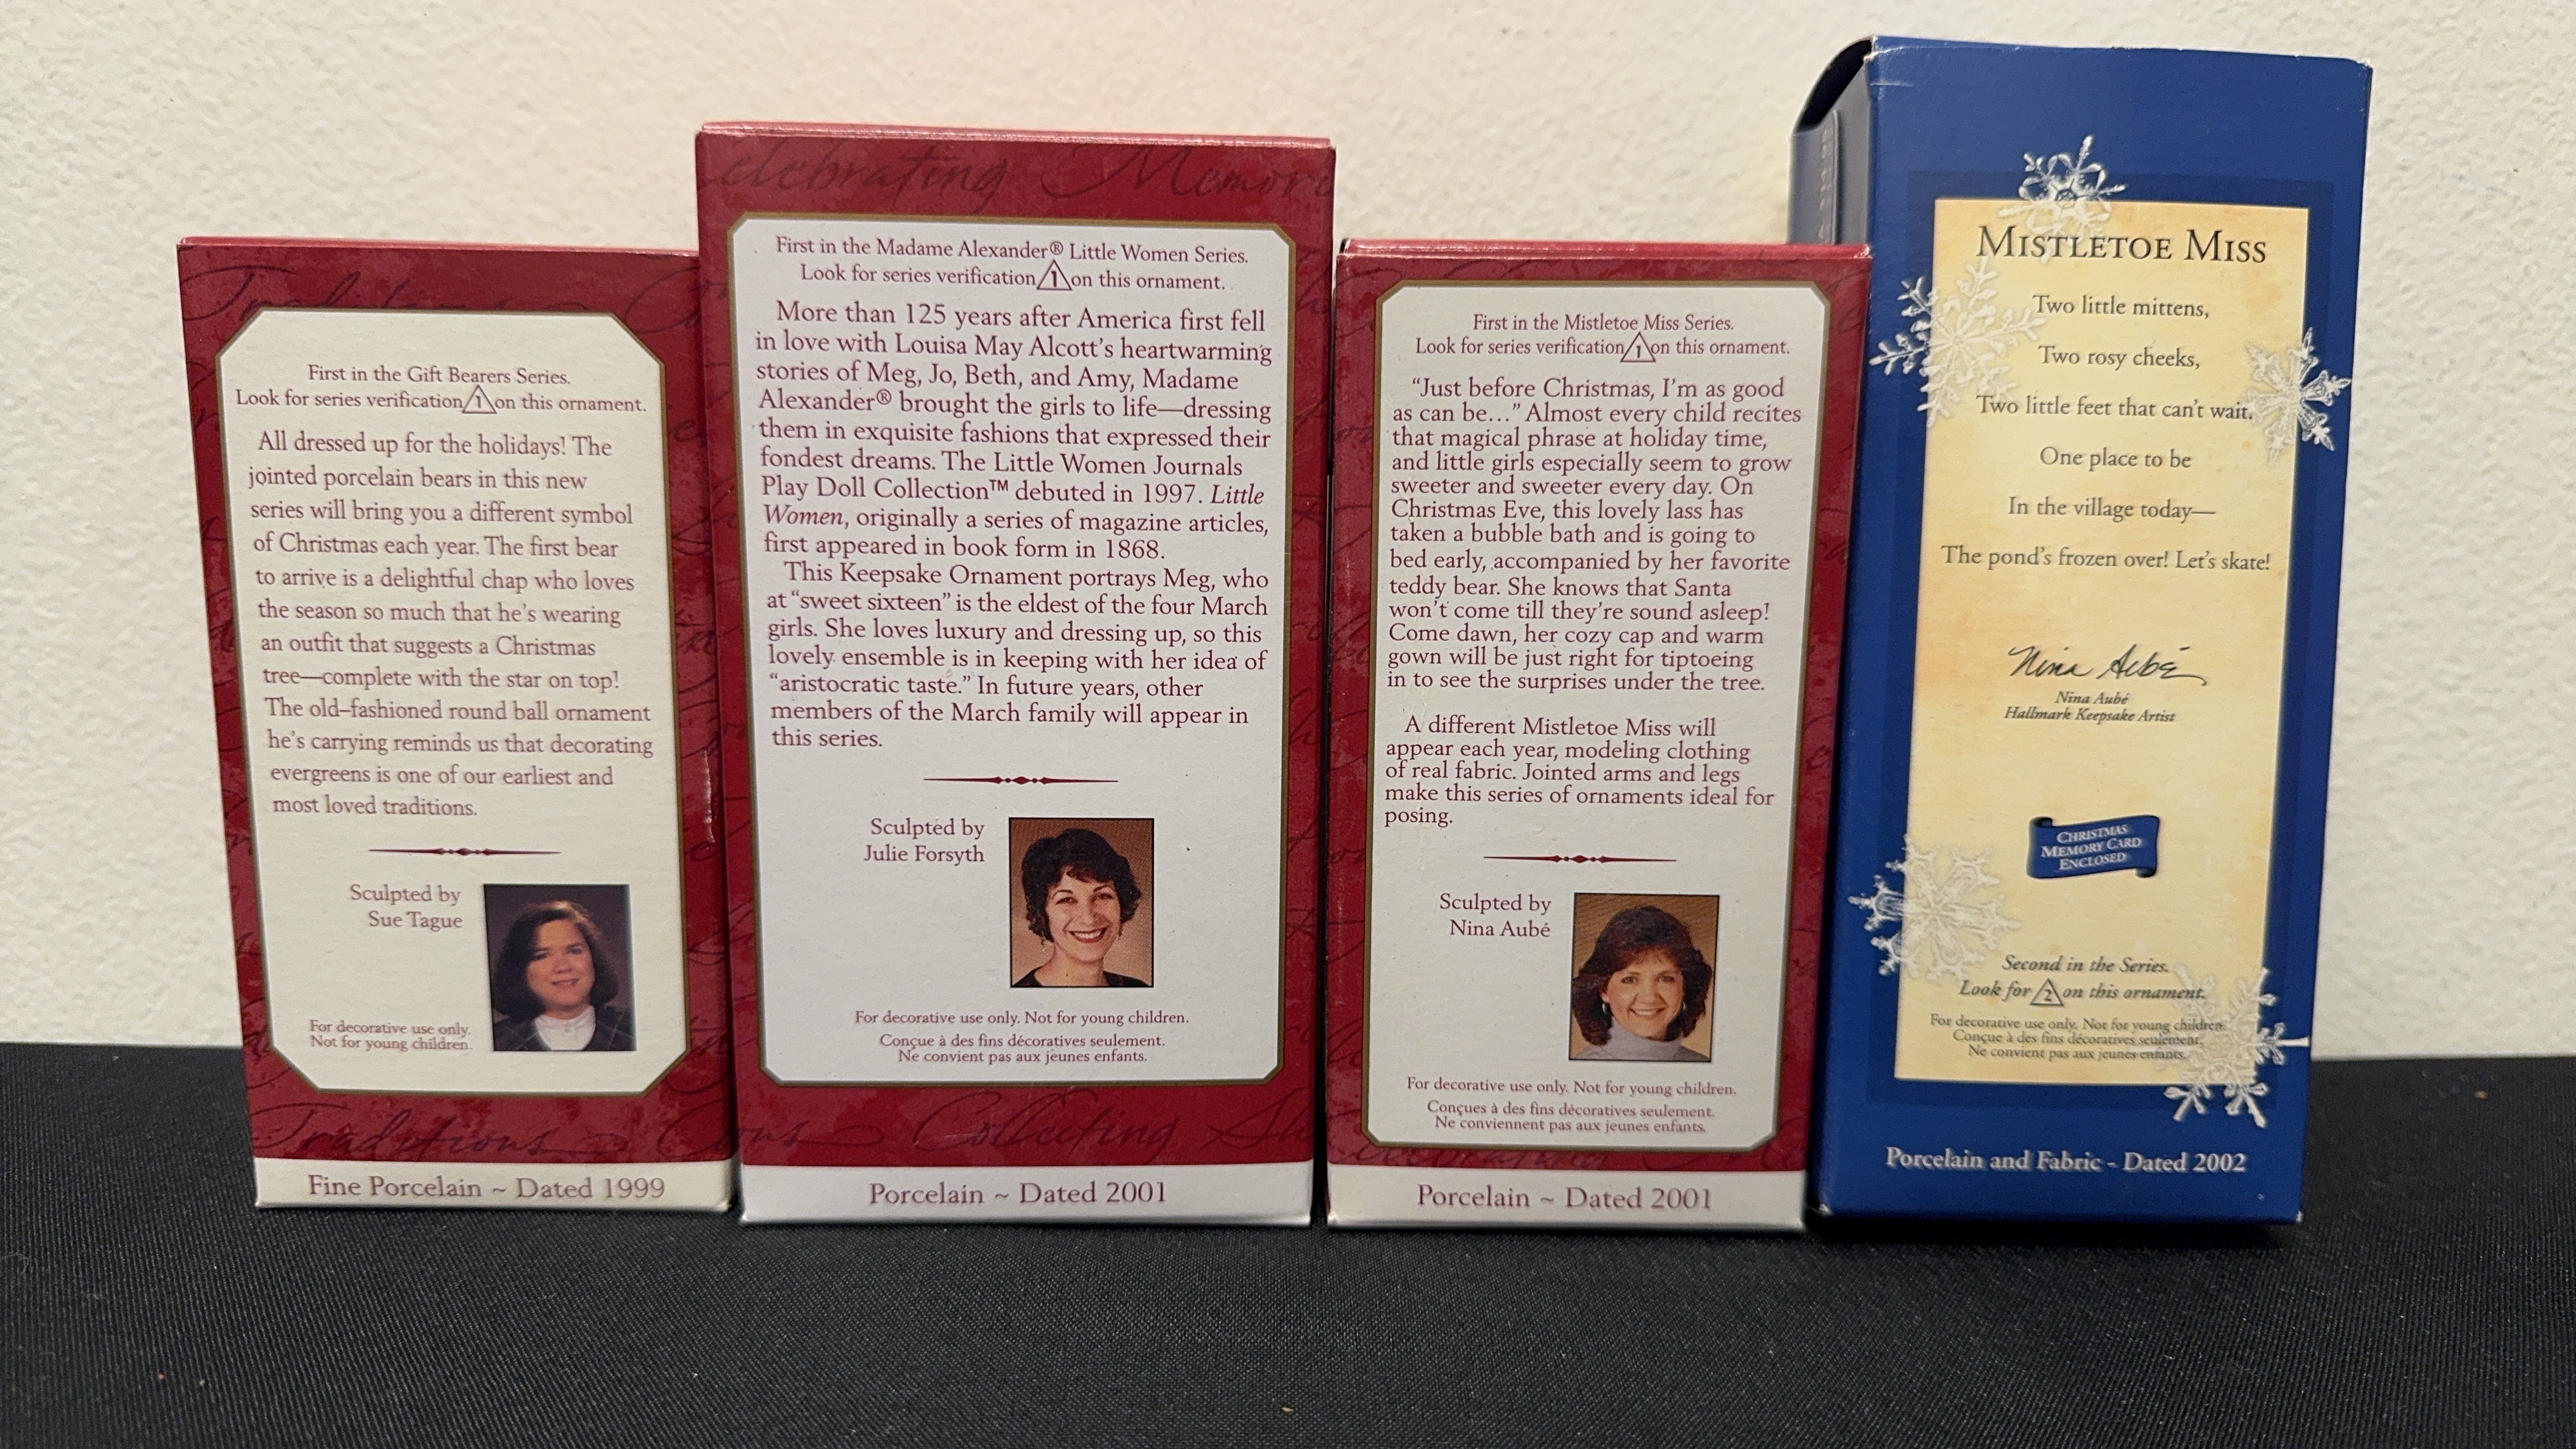 First in the Gift Bearers Series.
Look for series verification 1 on this ornament.
All dressed up for the holidays! The
jointed porcelain bears in this new
series will bring you a different symbol
of Christmas each year. The first bear
to arrive is a delightful chap who loves
the season so much that he's wearing
an outfit that suggests a Christmas
tree—complete with the star on top!
The old–fashioned round ball ornament
he's carrying reminds us that decorating
evergreens is one of our earliest and
most loved traditions.
Sculpted by
Sue Tague
For decorative use only.
Not for young children.
Traditions
Fine Porcelain ~ Dated 1999
Celebrating Memori
First in the Madame Alexander® Little Women Series.
Look for series verification 1 on this ornament.
More than 125 years after America first fell
in love with Louisa May Alcott's heartwarming
stories of Meg, Jo, Beth, and Amy, Madame
Alexander® brought the girls to life—dressing
them in exquisite fashions that expressed their
fondest dreams. The Little Women Journals
Play Doll Collection™ debuted in 1997. Little
Women, originally a series of magazine articles,
first appeared in book form in 1868.
This Keepsake Ornament portrays Meg, who
at "sweet sixteen" is the eldest of the four March
girls. She loves luxury and dressing up, so this
lovely ensemble is in keeping with her idea of
"aristocratic taste." In future years, other
members of the March family will appear in
this series.
Sculpted by
Julie Forsyth
For decorative use only. Not for young children.
Conçue à des fins décoratives seulement.
Ne convient pas aux jeunes enfants.
Collecting
Porcelain ~ Dated 2001
First in the Mistletoe Miss Series.
Look for series verification 1 on this ornament.
"Just before Christmas, I'm as good
as can be…" Almost every child recites
that magical phrase at holiday time,
and little girls especially seem to grow
sweeter and sweeter every day. On
Christmas Eve, this lovely lass has
taken a bubble bath and is going to
bed early, accompanied by her favorite
teddy bear. She knows that Santa
won't come till they're sound asleep!
Come dawn, her cozy cap and warm
gown will be just right for tiptoeing
in to see the surprises under the tree.
A different Mistletoe Miss will
appear each year, modeling clothing
of real fabric. Jointed arms and legs
make this series of ornaments ideal for
posing.
Sculpted by
Nina Aubé
For decorative use only. Not for young children.
Conçues à des fins décoratives seulement.
Ne conviennent pas aux jeunes enfants.
Porcelain ~ Dated 2001
MISTLETOE MISS
Two little mittens,
Two rosy cheeks,
Two little feet that can't wait.
One place to be
In the village today—
The pond's frozen over! Let's skate!
Nina Aubé
Nina Aubé
Hallmark Keepsake Artist
CHRISTMAS
MEMORY CARD
ENCLOSED
Second in the Series.
Look for 2 on this ornament.
For decorative use only. Not for young children.
Conçue à des fins décoratives seulement.
Ne convient pas aux jeunes enfants.
Porcelain and Fabric - Dated 2002